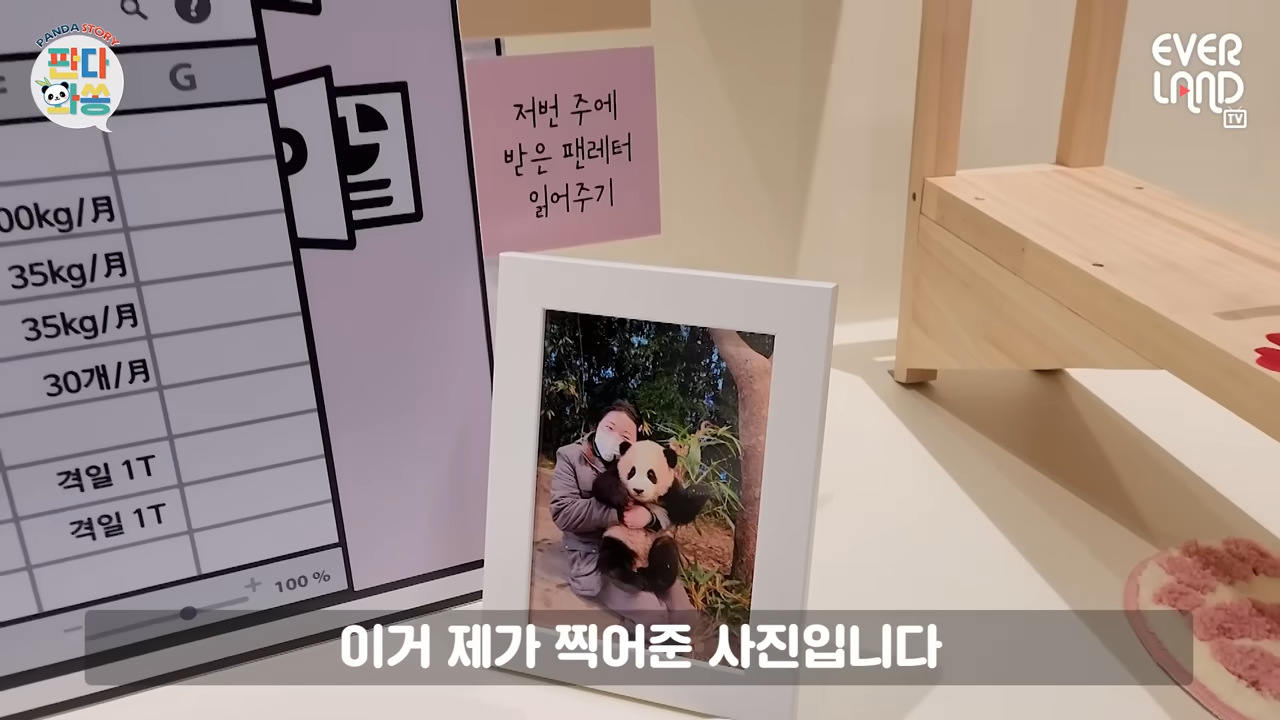 PANDA STORY
판다
와쏭
EVER
LAND
TV
G
저번 주에
받은 팬레터
읽어주기
00kg/月
35kg/月
35kg/月
30개/月
격일 1T
격일 1T
100 %
이거 제가 찍어준 사진입니다